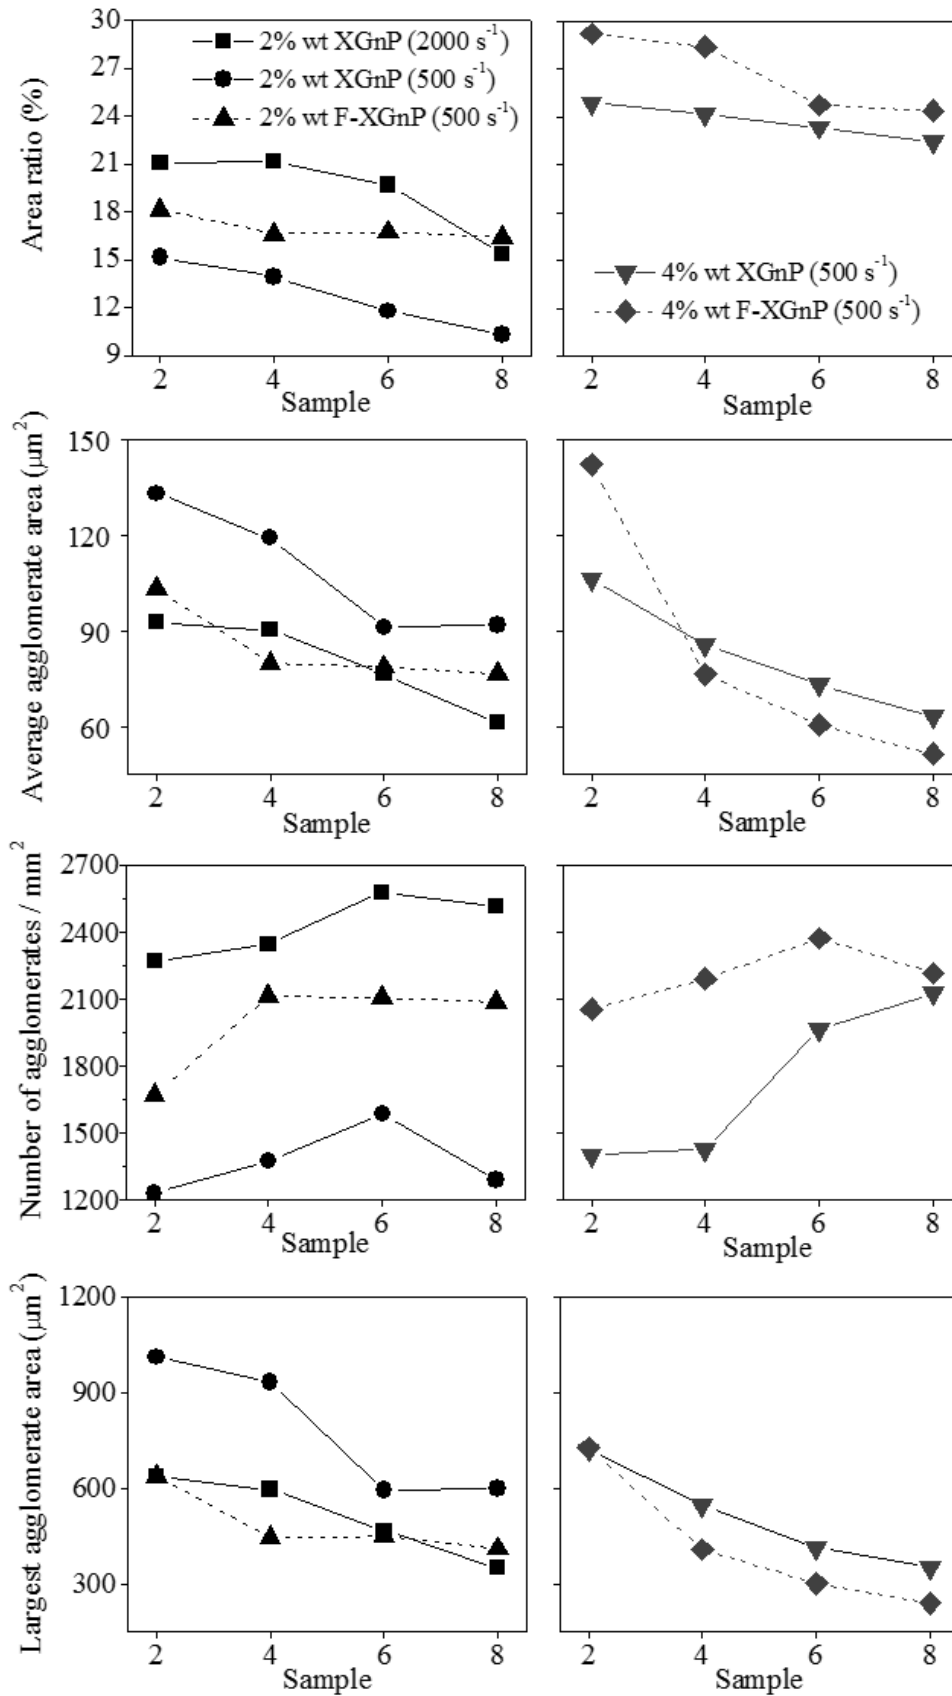 Area ratio (%)
30
27
24
21
18
15
12
9
2% wt XGnP (2000 s⁻¹)
2% wt XGnP (500 s⁻¹)
2% wt F-XGnP (500 s⁻¹)
2 4 6 8
Sample
4% wt XGnP (500 s⁻¹)
4% wt F-XGnP (500 s⁻¹)
2 4 6 8
Sample
Average agglomerate area (μm²)
150
120
90
60
2 4 6 8
Sample
2 4 6 8
Sample
Number of agglomerates / mm²
2700
2400
2100
1800
1500
1200
2 4 6 8
Sample
2 4 6 8
Sample
Largest agglomerate area (μm²)
1200
900
600
300
2 4 6 8
Sample
2 4 6 8
Sample